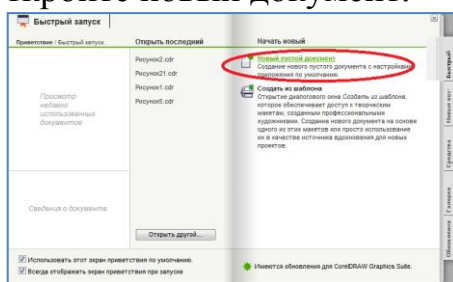 кройте новый документ.
Быстрый запуск
Приветствие / Быстрый запуск
Открыть последний
Начать новый
Рисунок2.cdr
Рисунок21.cdr
Рисунок1.cdr
Рисунок5.cdr
Просмотр
недавно
использованных
документов
Сведения о документе
Открыть другой...
Новый пустой документ
Создание нового пустого документа с настройками
приложения по умолчанию.
Создать из шаблона
Открытие диалогового окна Создать из шаблона,
которое обеспечивает доступ к творческим
макетам, созданным профессиональными
художниками. Создание нового документа на основе
одного из этих макетов или просто использование
их в качестве источника вдохновения для новых
проектов.
Использовать этот экран приветствия по умолчанию.
Всегда отображать экран приветствия при запуске
Имеются обновления для CorelDRAW Graphics Suite.
Быстрый
Новые воз
Средства
Галерея
Обновления